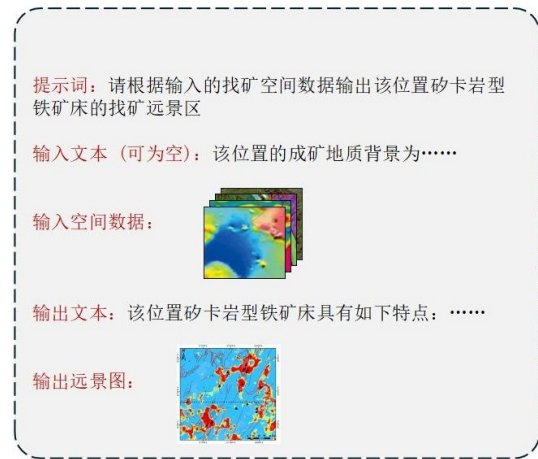 提示词：请根据输入的找矿空间数据输出该位置矽卡岩型
铁矿床的找矿远景区
输入文本（可为空）：该位置的成矿地质背景为……
输入空间数据：
输出文本：该位置矽卡岩型铁矿床具有如下特点：……
输出远景图：